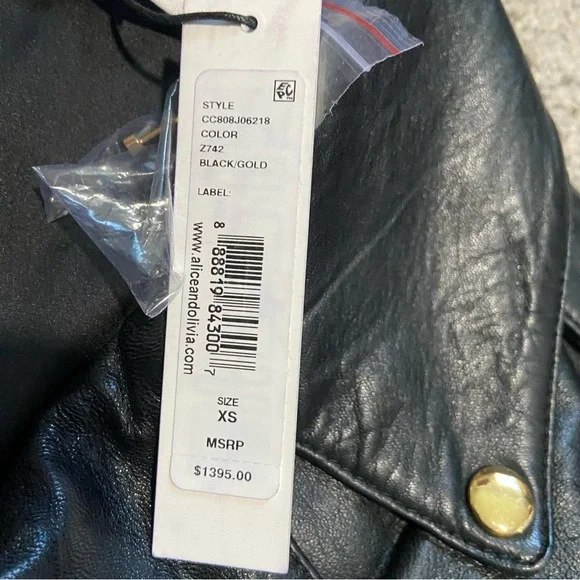 STYLE
CC808J06218
COLOR
Z742
BLACK/GOLD
LABEL:
8 88819 84300 7
www.aliceandolivia.com
SIZE
XS
MSRP
$1395.00